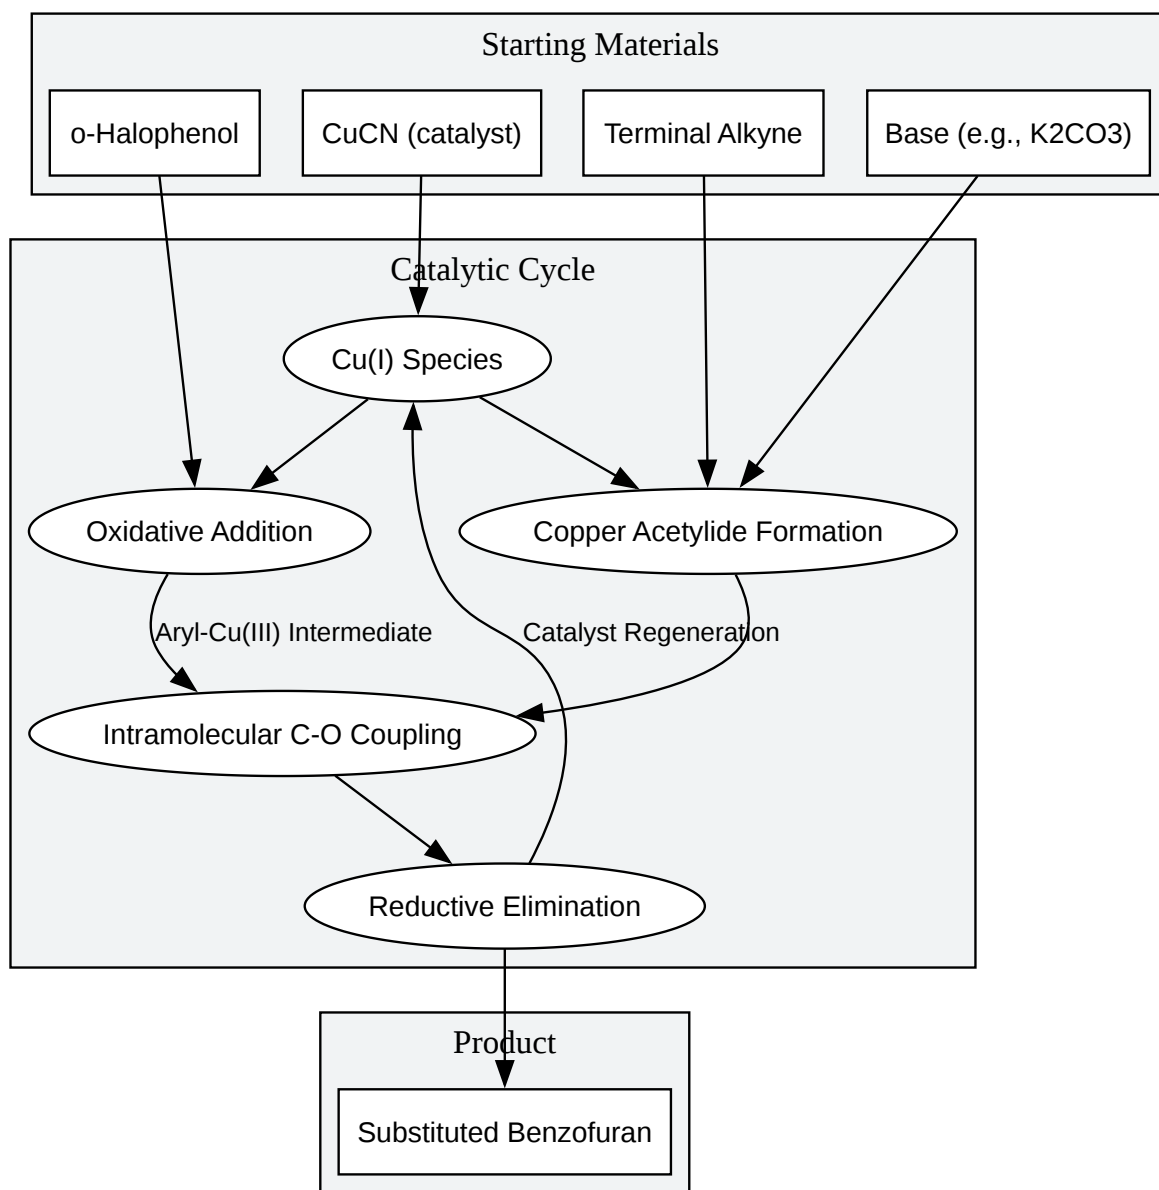 Starting Materials
o-Halophenol
CuCN (catalyst)
Terminal Alkyne
Base (e.g., K2CO3)
Catalytic Cycle
Cu(I) Species
Oxidative Addition
Copper Acetylide Formation
Aryl-Cu(III) Intermediate
Catalyst Regeneration
Intramolecular C-O Coupling
Reductive Elimination
Product
Substituted Benzofuran